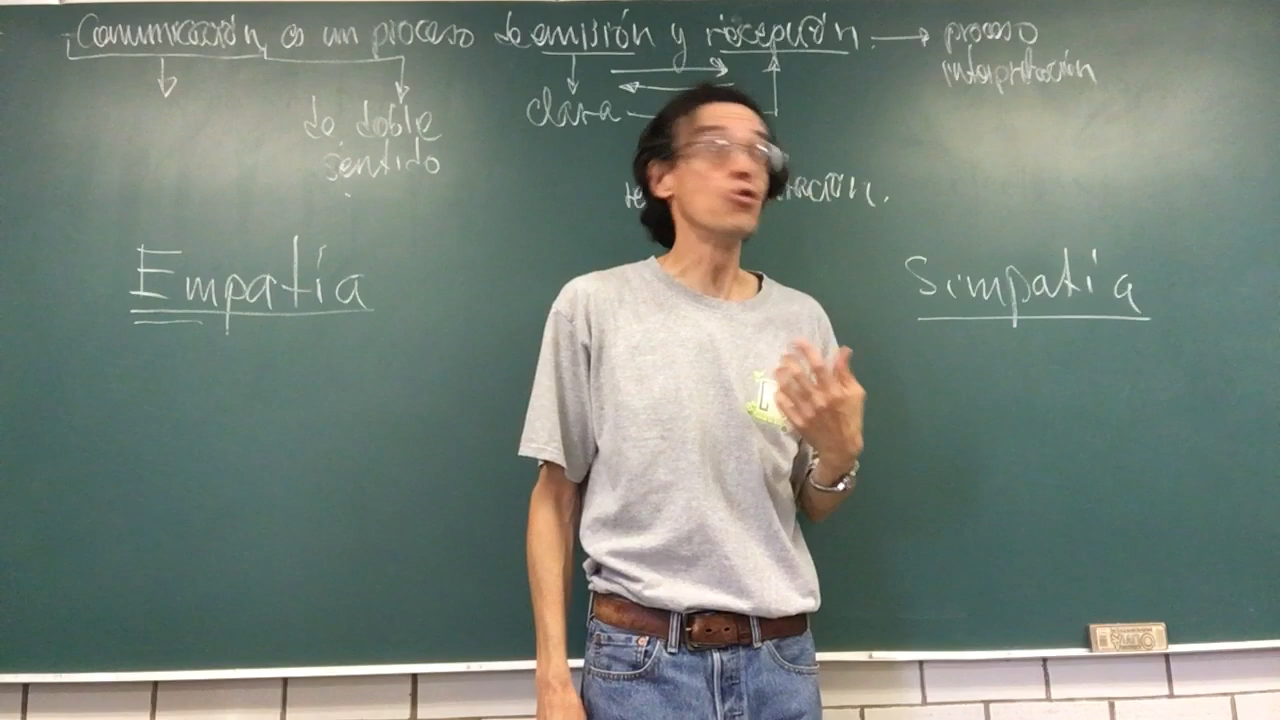 Comunicación es un proceso de emisión y recepción. → proceso
interpretación
clara
de doble
sentido
Empatía
Simpatía